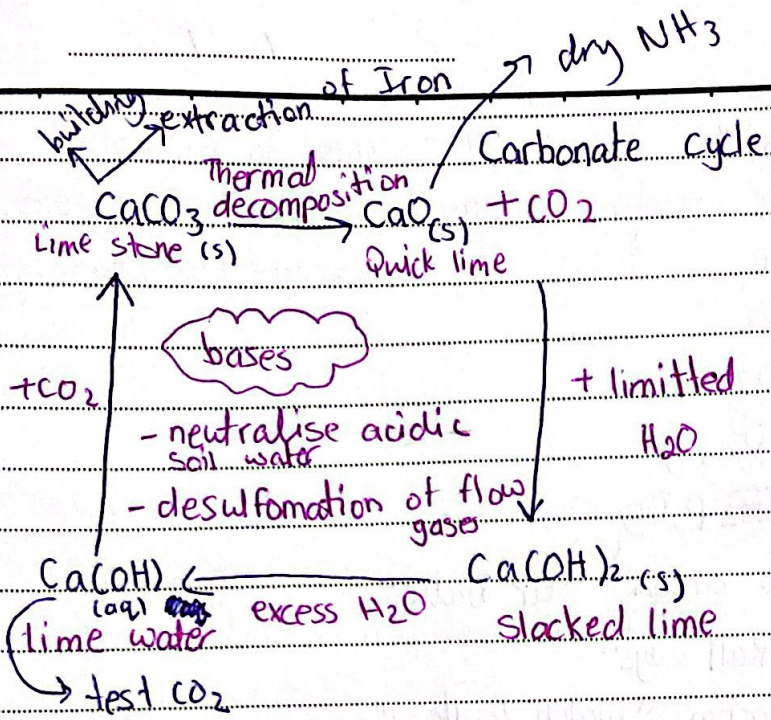 of Iron
dry NH3
building
extraction
Carbonate cycle
Thermal
decomposition
CaCO3
CaO(s) + CO2
Lime stone (s)
Quick lime
bases
+CO2
+ limitted
H2O
- neutralise acidic
soil water
- desulfomation of flow
gases
Ca(OH)
(aq)
excess H2O
Ca(OH)2 (s)
lime water
slacked lime
test CO2